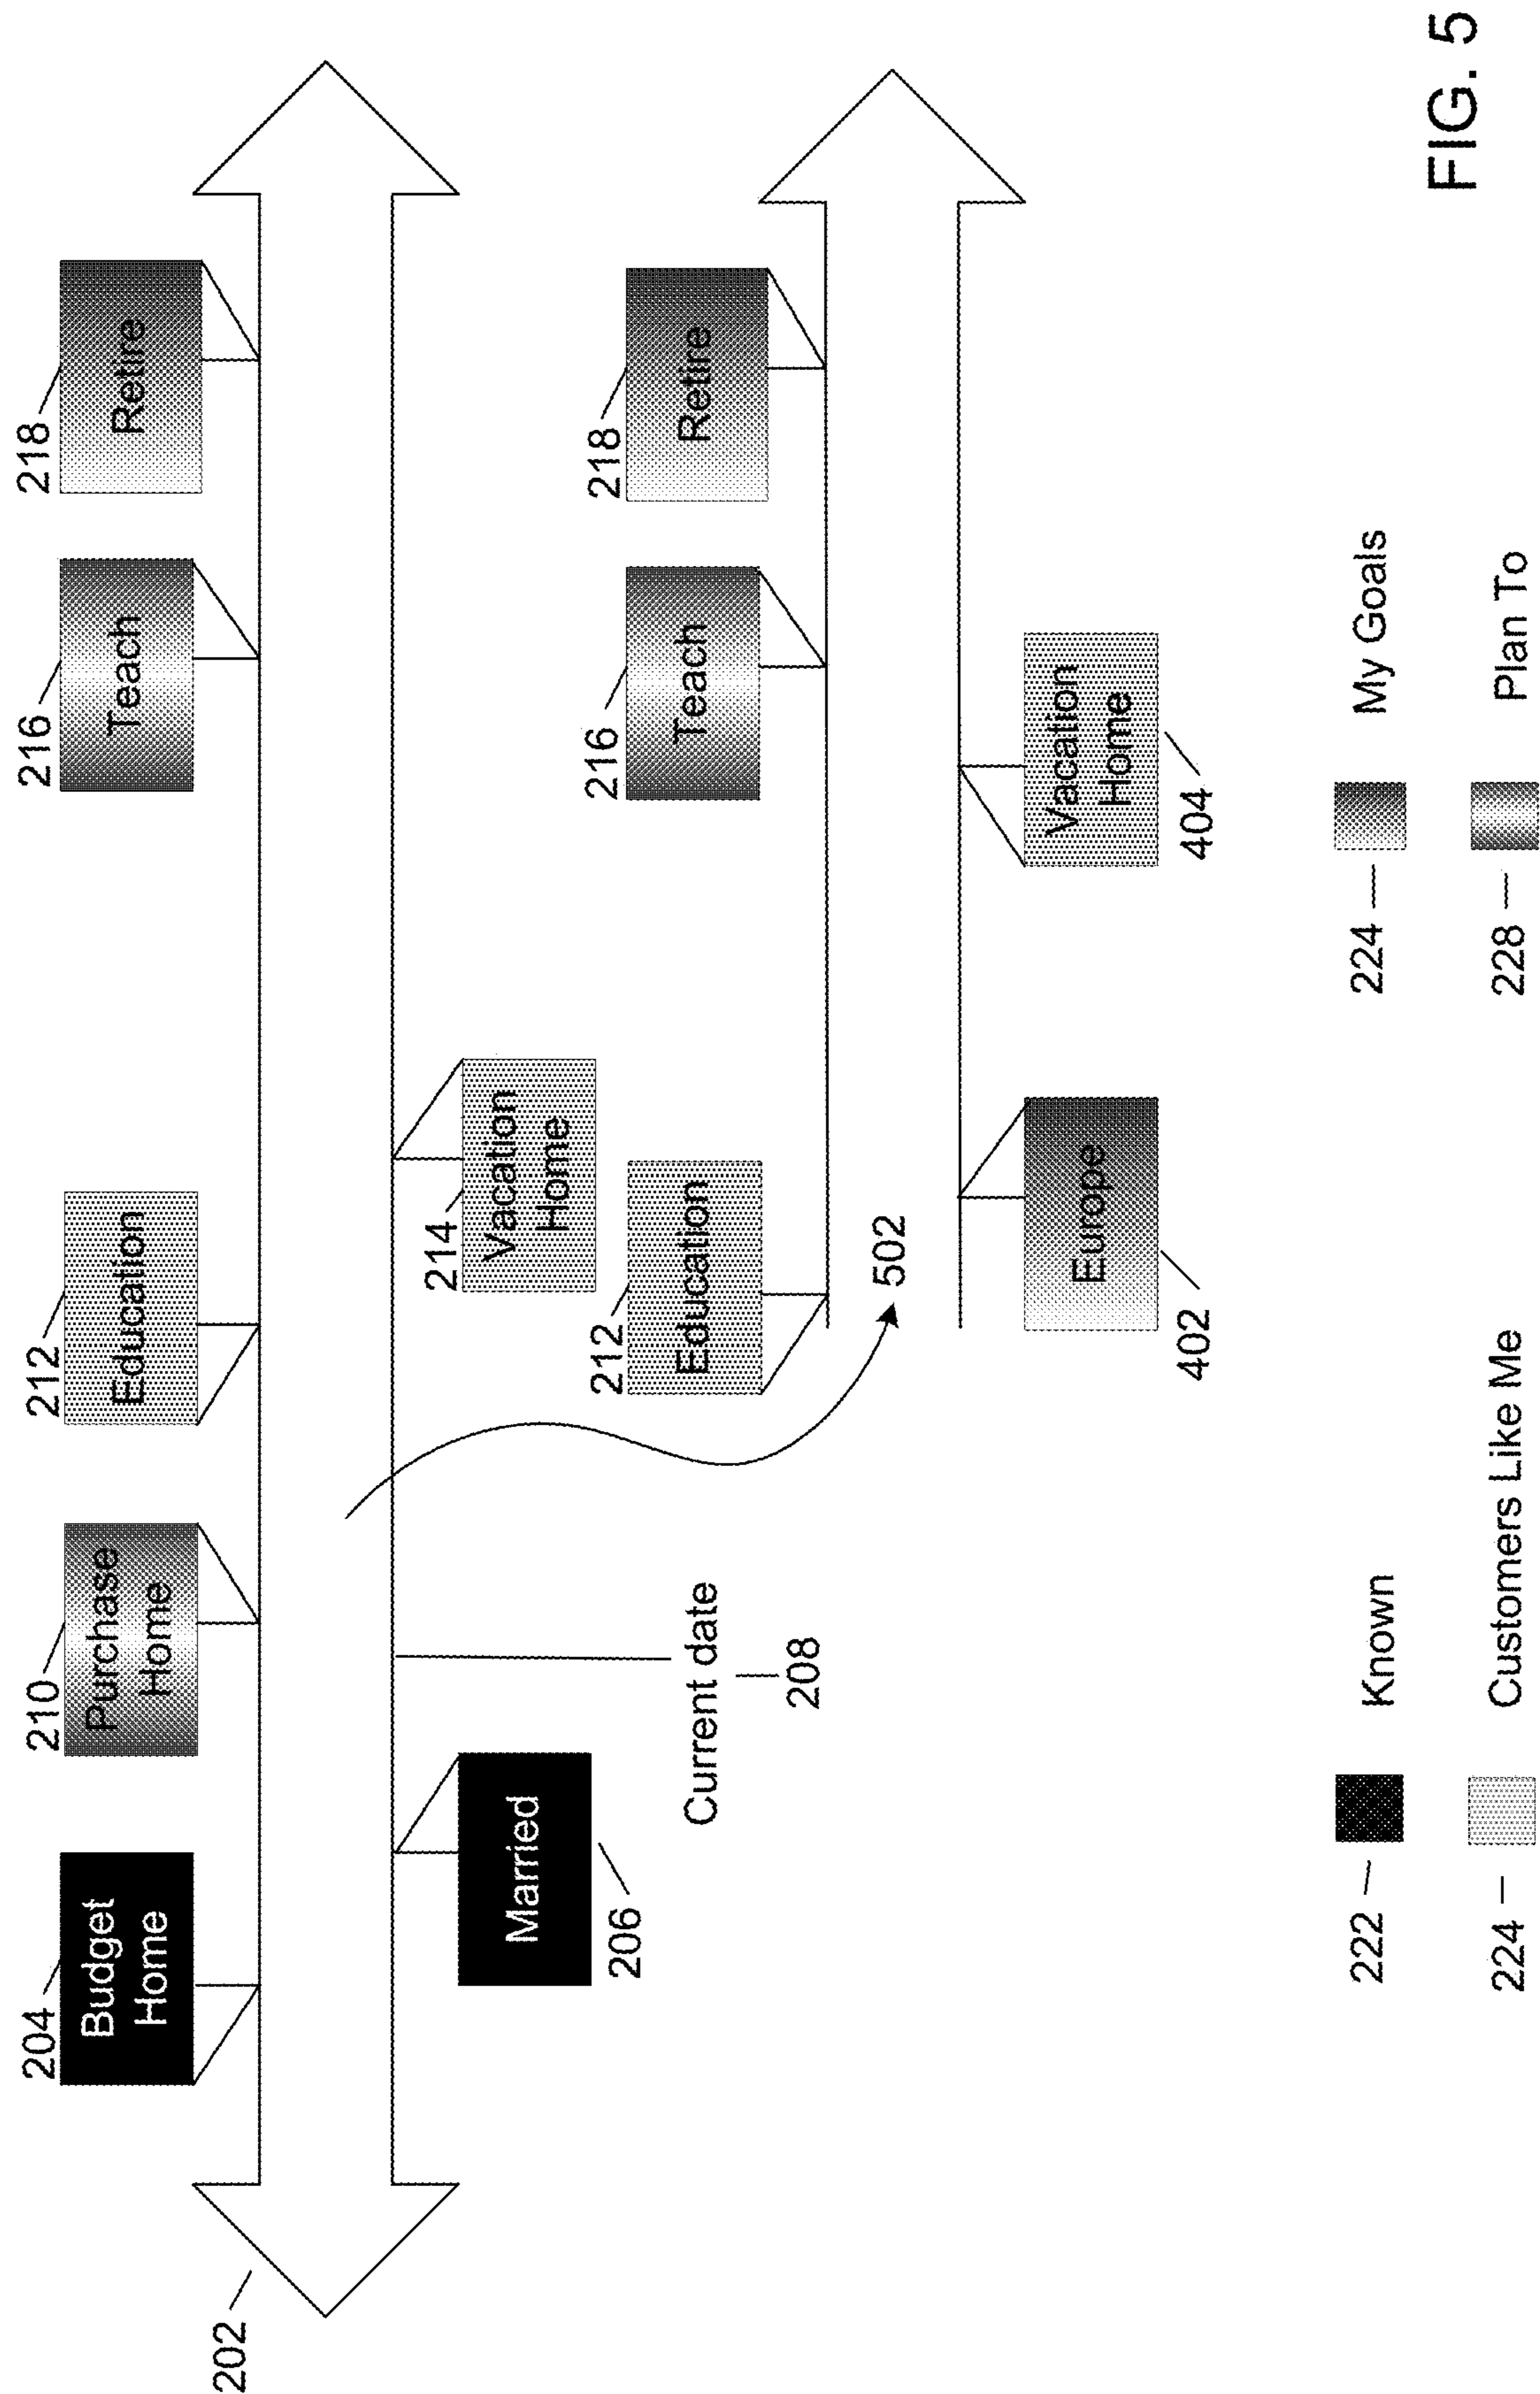 202
204
Budget
Home
210
Purchase
Home
212
Education
216
Teach
218
Retire
206
Married
Current date
208
214
Vacation
Home
502
212
Education
216
Teach
218
Retire
402
Europe
404
Vacation
Home
222
Known
224
My Goals
224
Customers Like Me
228
Plan To
FIG. 5